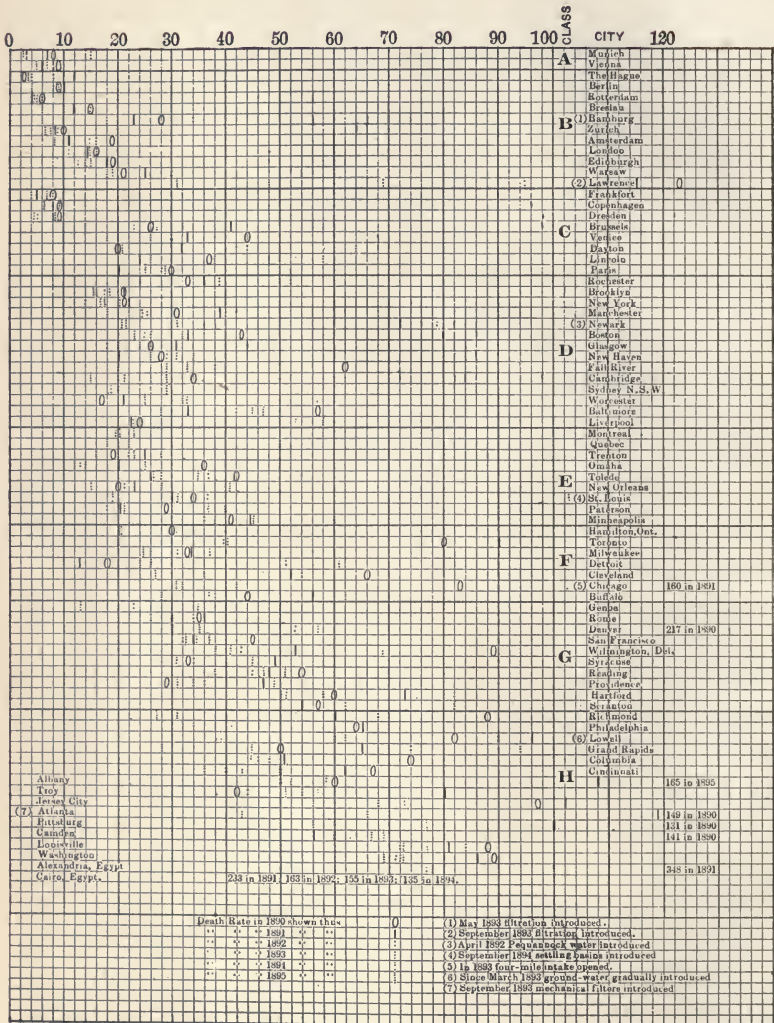 0 10 20 30 40 50 60 70 80 90 100 CLASS CITY 120
A Munich
Vienna
The Hague
Berlin
Rotterdam
Breslau
B (1) Hamburg
Zurich
Amsterdam
London
Edinburgh
Warsaw
(2) Lawrence
Frankfort
Copenhagen
Dresden
C Brussels
Venice
Dayton
Lincoln
Paris
Rochester
Brooklyn
New York
Manchester
(3) Newark
Boston
D Glasgow
New Haven
Fall River
Cambridge
Sydney N.S.W
Worcester
Baltimore
Liverpool
Montreal
Quebec
Trenton
Omaha
E Toledo
New Orleans
(4) St. Louis
Paterson
Minneapolis
Hamilton, Ont.
Toronto
Milwaukee
F Detroit
Cleveland
(5) Chicago 160 in 1891
Buffalo
Genoa
Rome
Denver 217 in 1890
San Francisco
Wilmington, Del.
G Syracuse
Reading
Providence
Hartford
Scranton
Richmond
Philadelphia
(6) Lowell
Grand Rapids
Columbia
H Cincinnati
Albany 165 in 1895
Troy
Jersey City
(7) Atlanta 149 in 1890
Pittsburg 131 in 1890
Camden 141 in 1890
Louisville
Washington
Alexandria, Egypt 348 in 1891
Cairo, Egypt. 233 in 1891; 163 in 1892; 155 in 1893; 135 in 1894.
Death Rate in 1890 shown thus 0 (1) May 1893 filtration introduced.
" " " 1891 " " (2) September 1893 filtration introduced.
" " " 1892 " " (3) April 1892 Pequannock water introduced
" " " 1893 " " (4) September 1894 settling basins introduced
" " " 1894 " " (5) In 1893 four-mile intake opened.
" " " 1895 " " (6) Since March 1893 ground-water gradually introduced
(7) September 1893 mechanical filters introduced